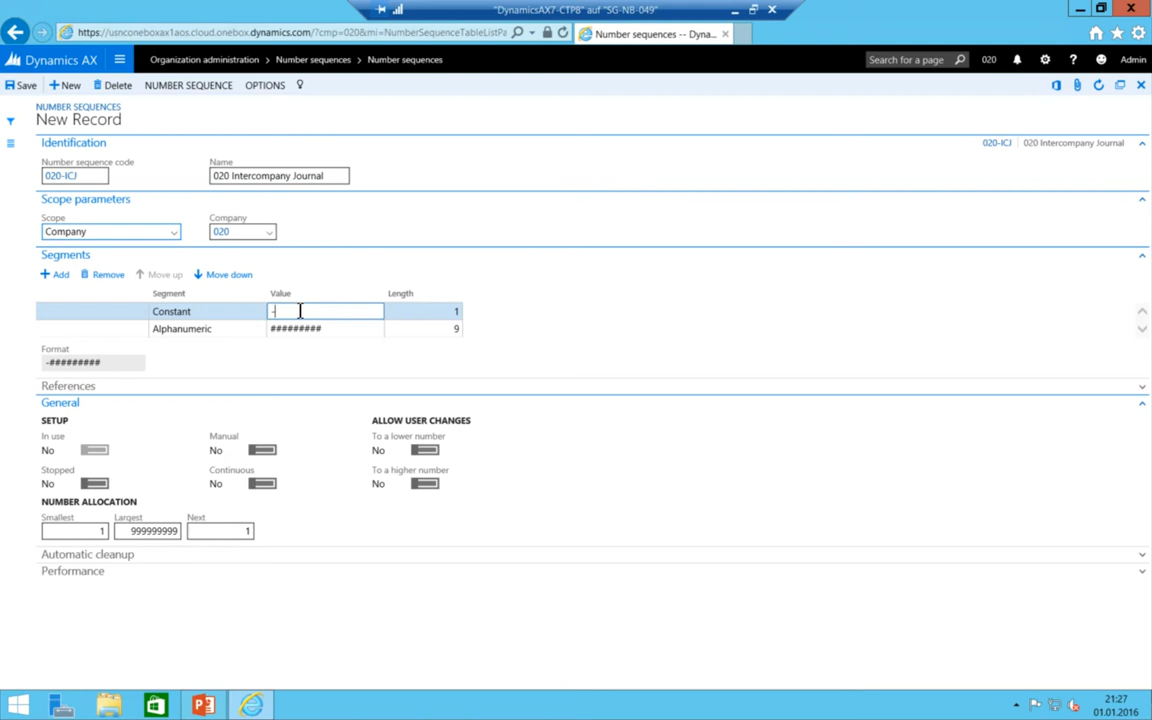 "DynamicsAX7-CTP8" auf "SG-NB-049"
https://usnconeboxax1aos.cloud.onebox.dynamics.com/?cmp=020&mi=NumberSequenceTableListPa
Number sequences -- Dyna...
Dynamics AX
Organization administration > Number sequences > Number sequences
Search for a page
020
? Admin
Save + New Delete NUMBER SEQUENCE OPTIONS
NUMBER SEQUENCES
New Record
Identification
020-ICJ | 020 Intercompany Journal
Number sequence code Name
020-ICJ 020 Intercompany Journal
Scope parameters
Scope Company
Company 020
Segments
+ Add Remove Move up Move down
Segment Value Length
Constant - 1
Alphanumeric ######### 9
Format
-#########
References
General
SETUP ALLOW USER CHANGES
In use Manual To a lower number
No No No
Stopped Continuous To a higher number
No No No
NUMBER ALLOCATION
Smallest Largest Next
1 999999999 1
Automatic cleanup
Performance
21:27
01.01.2016